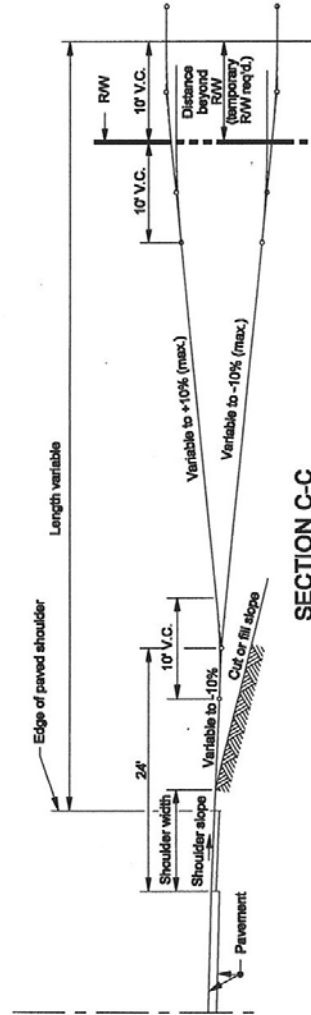 Edge of paved shoulder
Length variable
R/W
24'
10' V.C.
10' V.C.
10' V.C.
Shoulder width
Shoulder slope
Variable to -10%
Variable to +10% (max.)
Variable to -10% (max.)
Cut or fill slope
Distance
beyond
R/W
(temporary
R/W req'd.)
Pavement
SECTION C-C